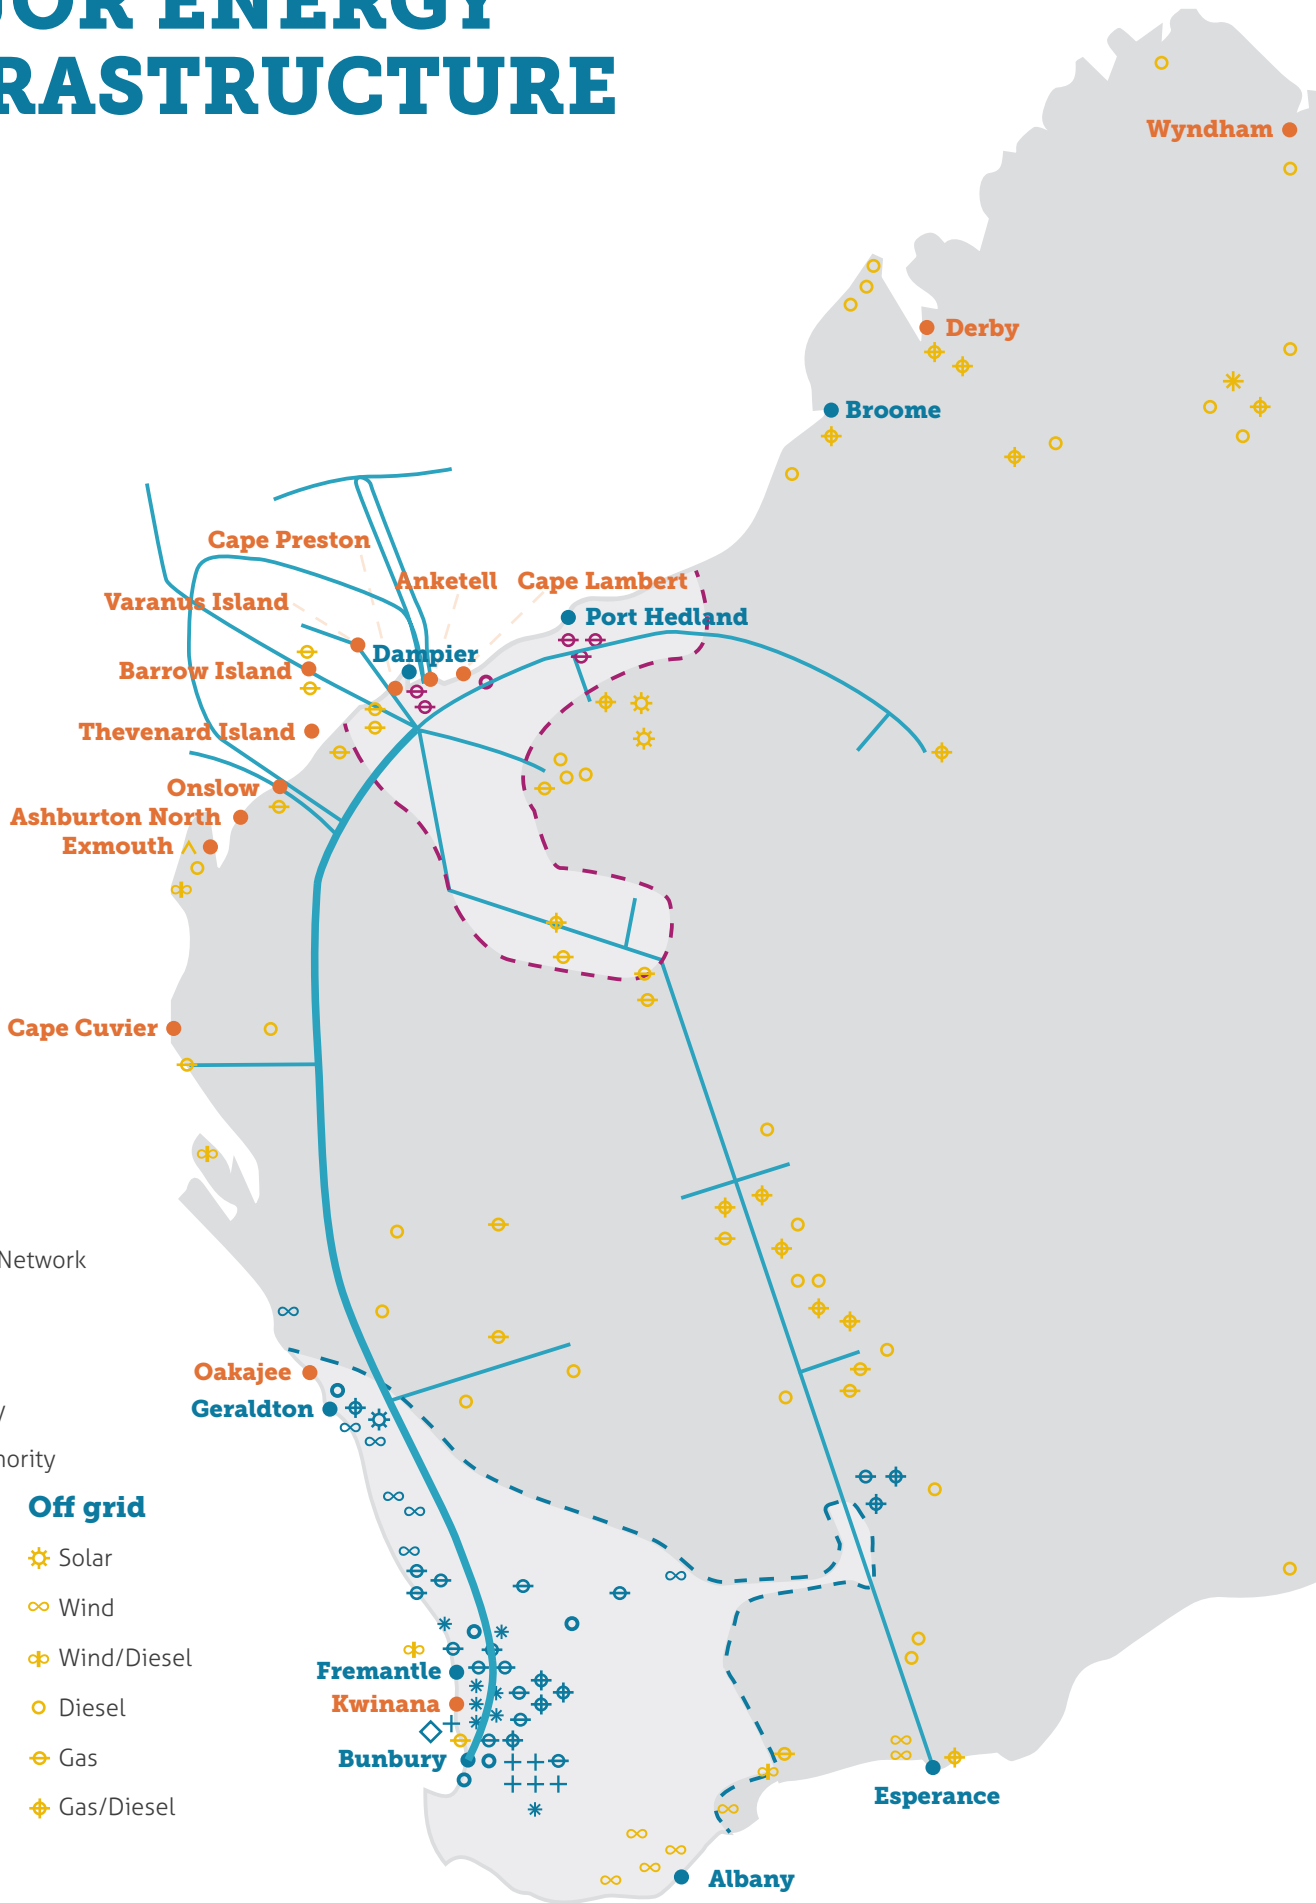 JOR ENERGY
RASTRUCTURE
Wyndham
Derby
Broome
Cape Preston
Anketell
Cape Lambert
Varanus Island
Port Hedland
Dampier
Barrow Island
Thevenard Island
Onslow
Ashburton North
Exmouth
Cape Cuvier
Network
Oakajee
Geraldton
y
hority
Off grid
Solar
Wind
Wind/Diesel
Diesel
Gas
Gas/Diesel
Fremantle
Kwinana
Bunbury
Esperance
Albany